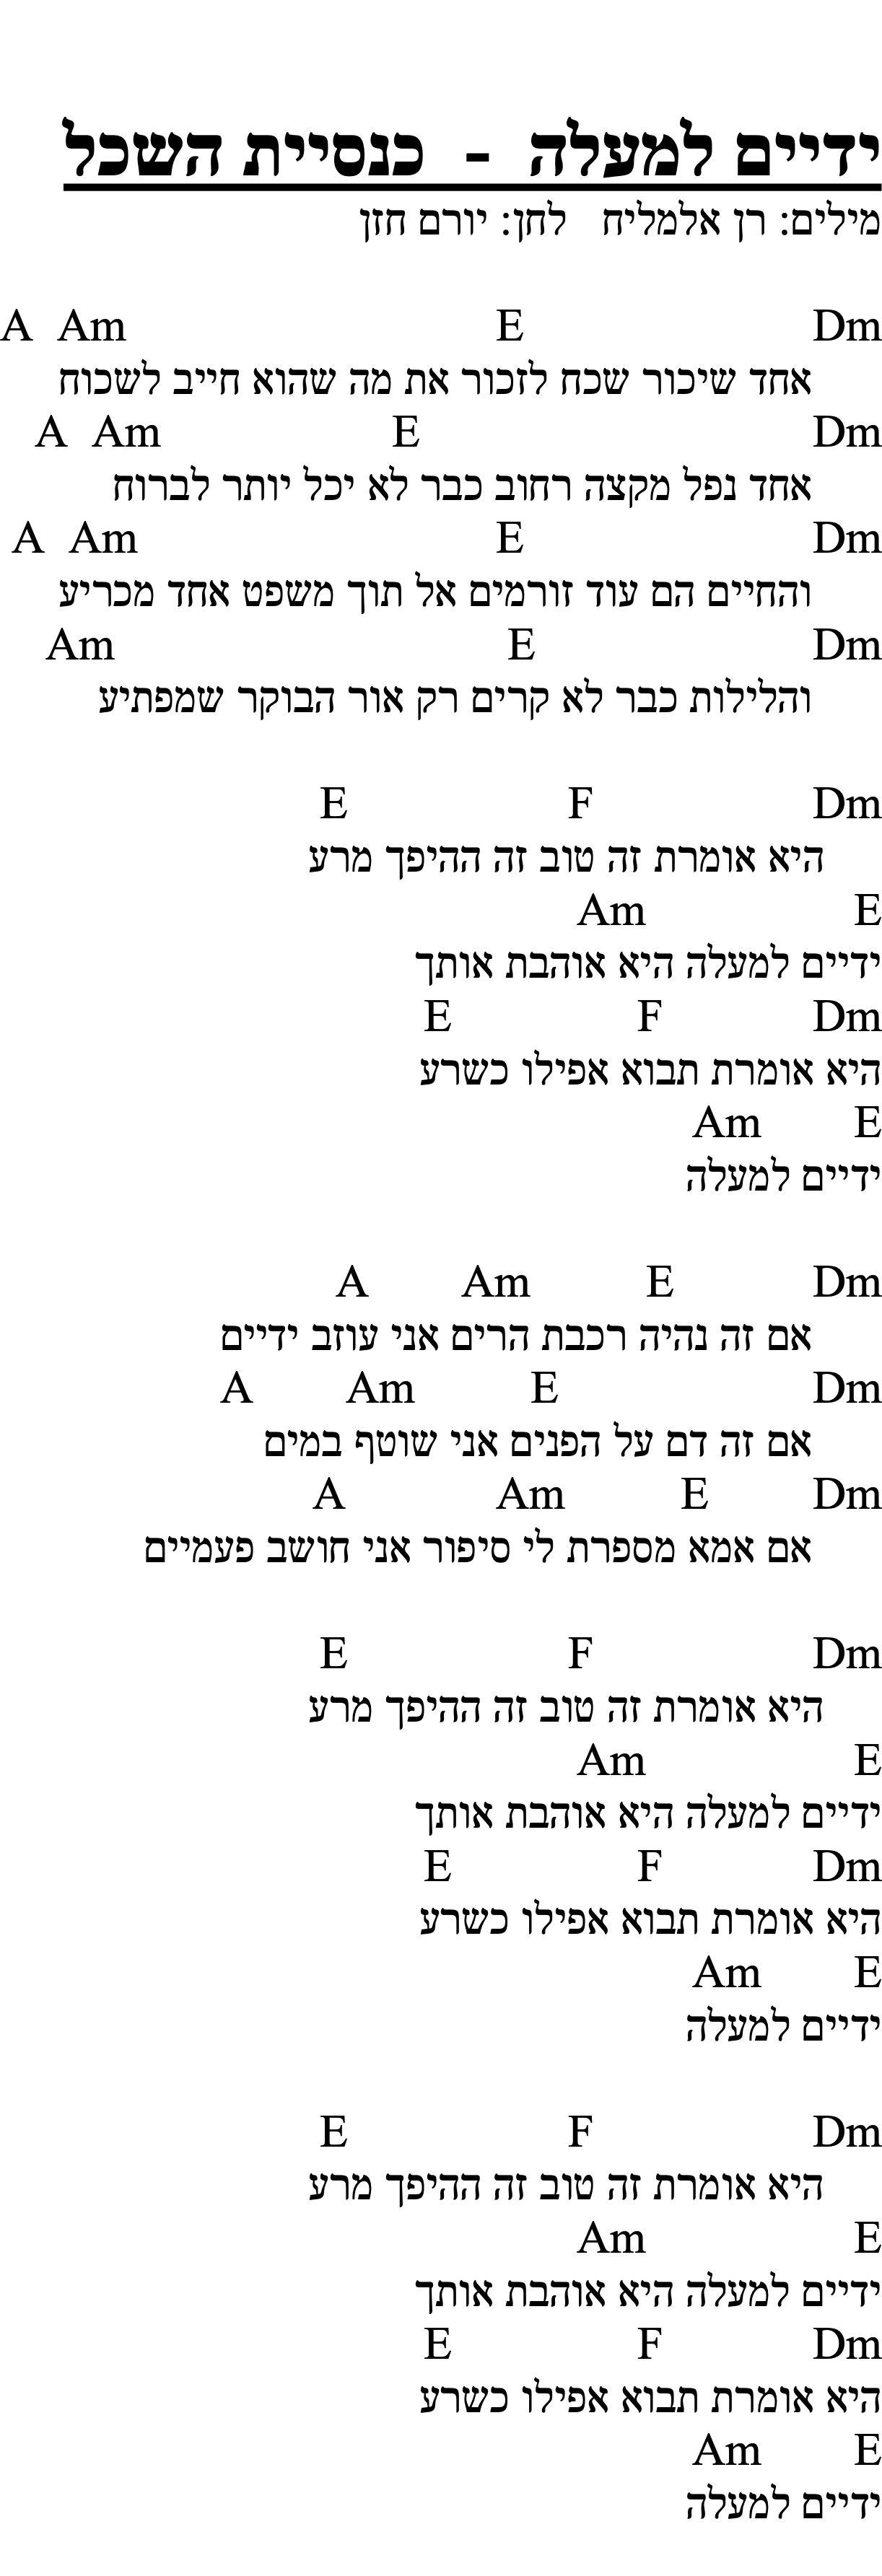 ידיים למעלה - כנסיית השכל
מילים: רן אלמליח לחן: יורם חזן
Dm E Am A
אחד שיכור שכח לזכור את מה שהוא חייב לשכוח
Dm E Am A
אחד נפל מקצה רחוב כבר לא יכל יותר לברוח
Dm E Am A
והחיים הם עוד זורמים אל תוך משפט אחד מכריע
Dm E Am
והלילות כבר לא קרים רק אור הבוקר שמפתיע
Dm F E
היא אומרת זה טוב זה ההיפך מרע
E Am
ידיים למעלה היא אוהבת אותך
Dm F E
היא אומרת תבוא אפילו כשרע
E Am
ידיים למעלה
Dm E Am A
אם זה נהיה רכבת הרים אני עוזב ידיים
Dm E Am A
אם זה דם על הפנים אני שוטף במים
Dm E Am A
אם אמא מספרת לי סיפור אני חושב פעמיים
Dm F E
היא אומרת זה טוב זה ההיפך מרע
E Am
ידיים למעלה היא אוהבת אותך
Dm F E
היא אומרת תבוא אפילו כשרע
E Am
ידיים למעלה
Dm F E
היא אומרת זה טוב זה ההיפך מרע
E Am
ידיים למעלה היא אוהבת אותך
Dm F E
היא אומרת תבוא אפילו כשרע
E Am
ידיים למעלה